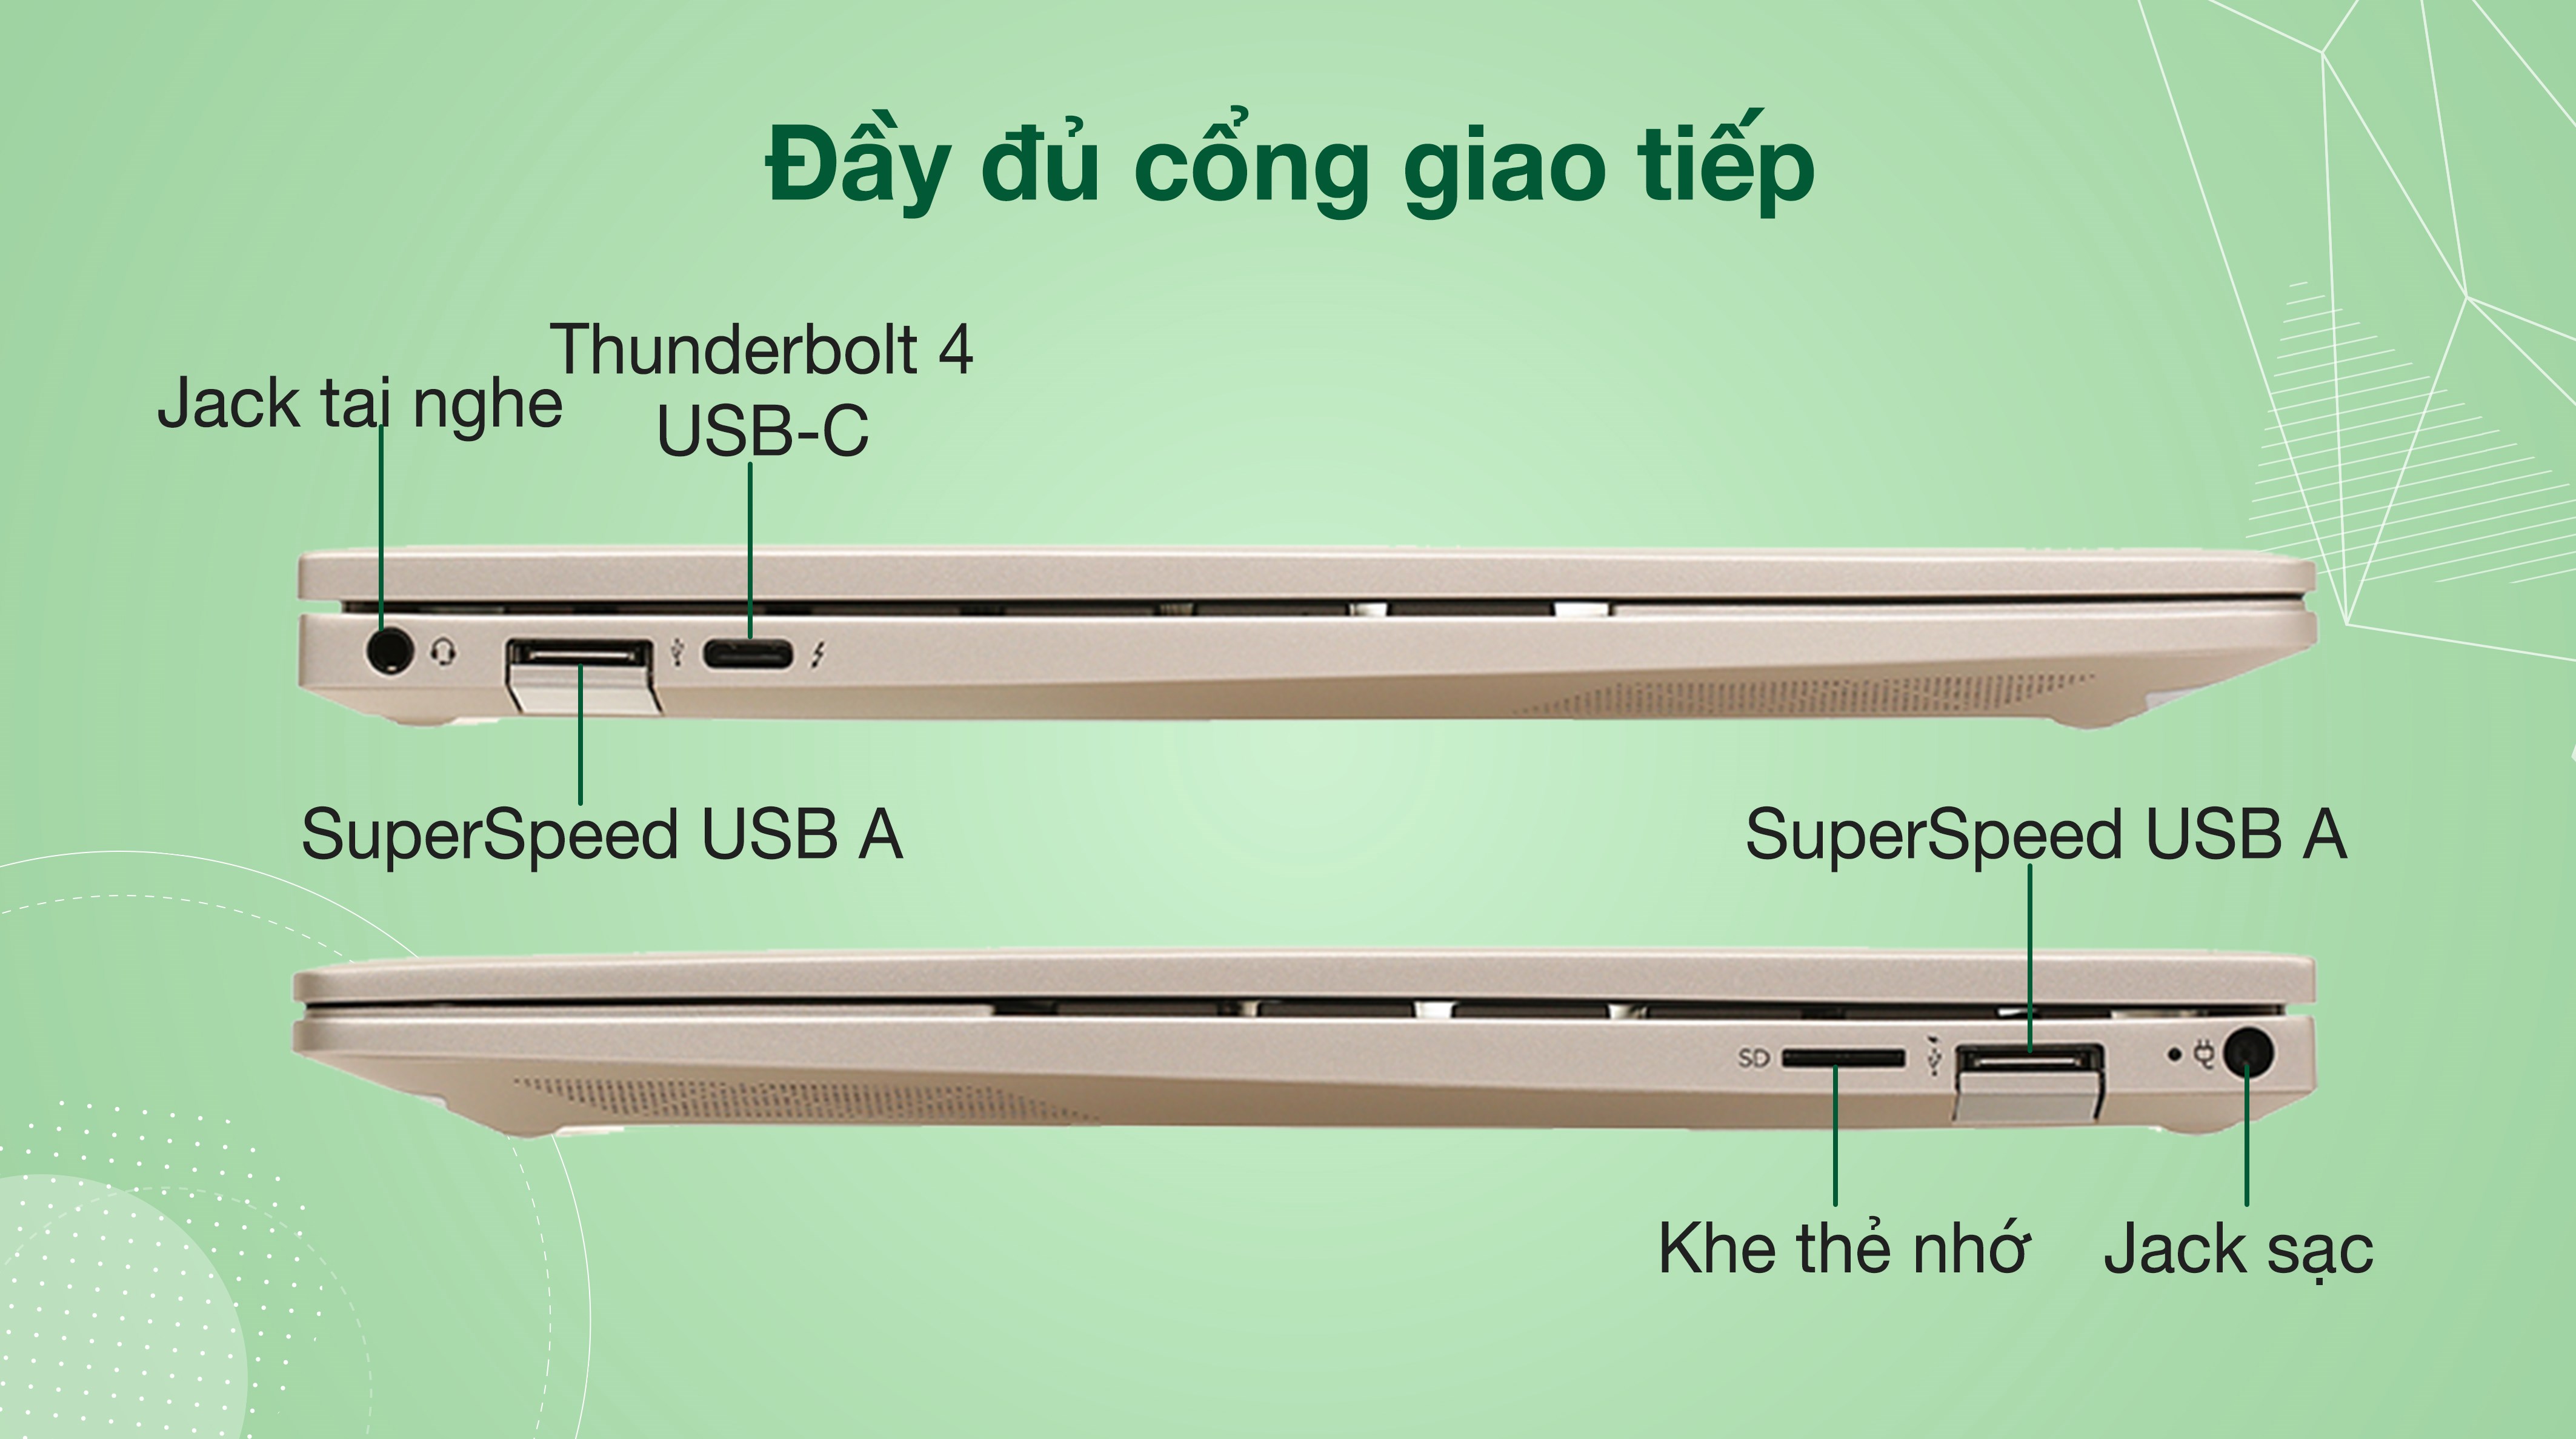 Đầy đủ cổng giao tiếp
Jack tai nghe
Thunderbolt 4
USB-C
SuperSpeed USB A
SuperSpeed USB A
SD
Khe thẻ nhớ
Jack sạc